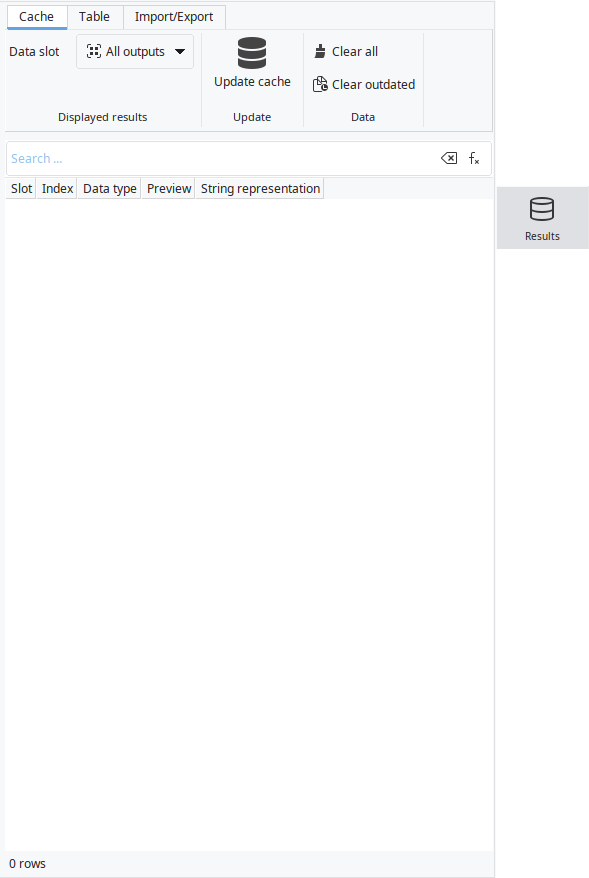 Cache Table Import/Export
Data slot All outputs Update cache Clear all
Clear outdated
Displayed results Update Data
Search ...
fx
Slot Index Data type Preview String representation
Results
0 rows